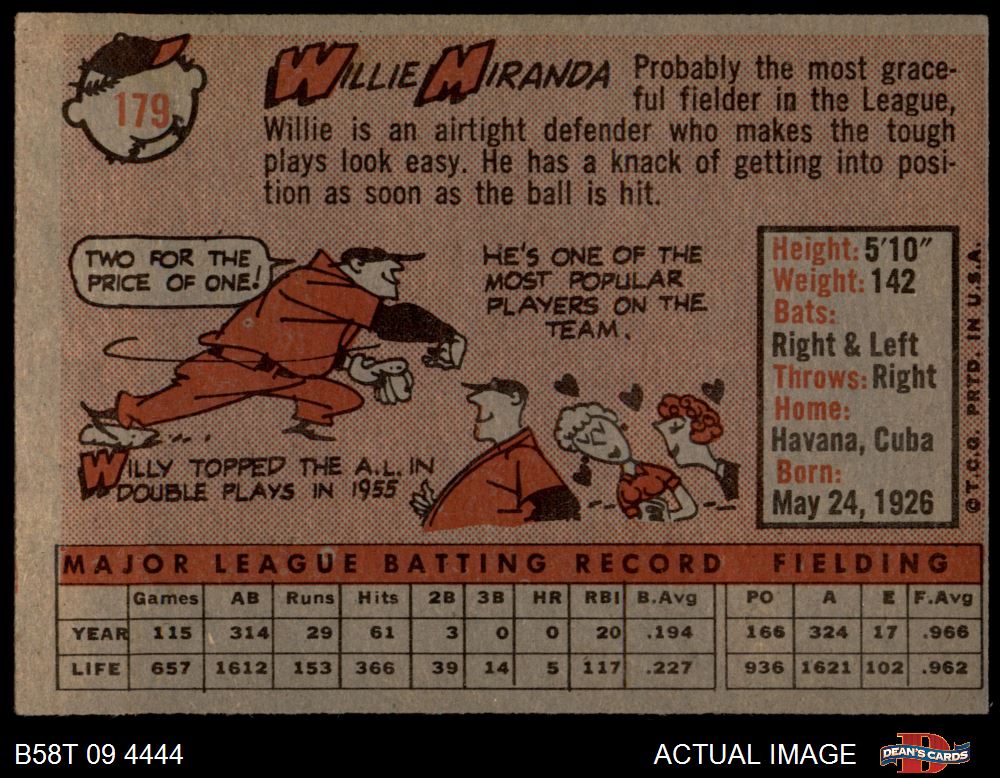 179
WILLIE MIRANDA
Probably the most grace-
ful fielder in the League,
Willie is an airtight defender who makes the tough
plays look easy. He has a knack of getting into posi-
tion as soon as the ball is hit.
TWO FOR THE
PRICE OF ONE!
HE'S ONE OF THE
MOST POPULAR
PLAYERS ON THE
TEAM.
WILLY TOPPED THE A.L. IN
DOUBLE PLAYS IN 1955
Height: 5'10"
Weight: 142
Bats:
Right & Left
Throws: Right
Home:
Havana, Cuba
Born:
May 24, 1926
© T.C.G. PRTD. IN U.S.A.
MAJOR LEAGUE BATTING RECORD FIELDING
Games AB Runs Hits 2B 3B HR RBI B.Avg PO A E F.Avg
YEAR 115 314 29 61 3 0 0 20 .194 166 324 17 .966
LIFE 657 1612 153 366 39 14 5 117 .227 936 1621 102 .962
B58T 09 4444
ACTUAL IMAGE
DEAN'S CARDS